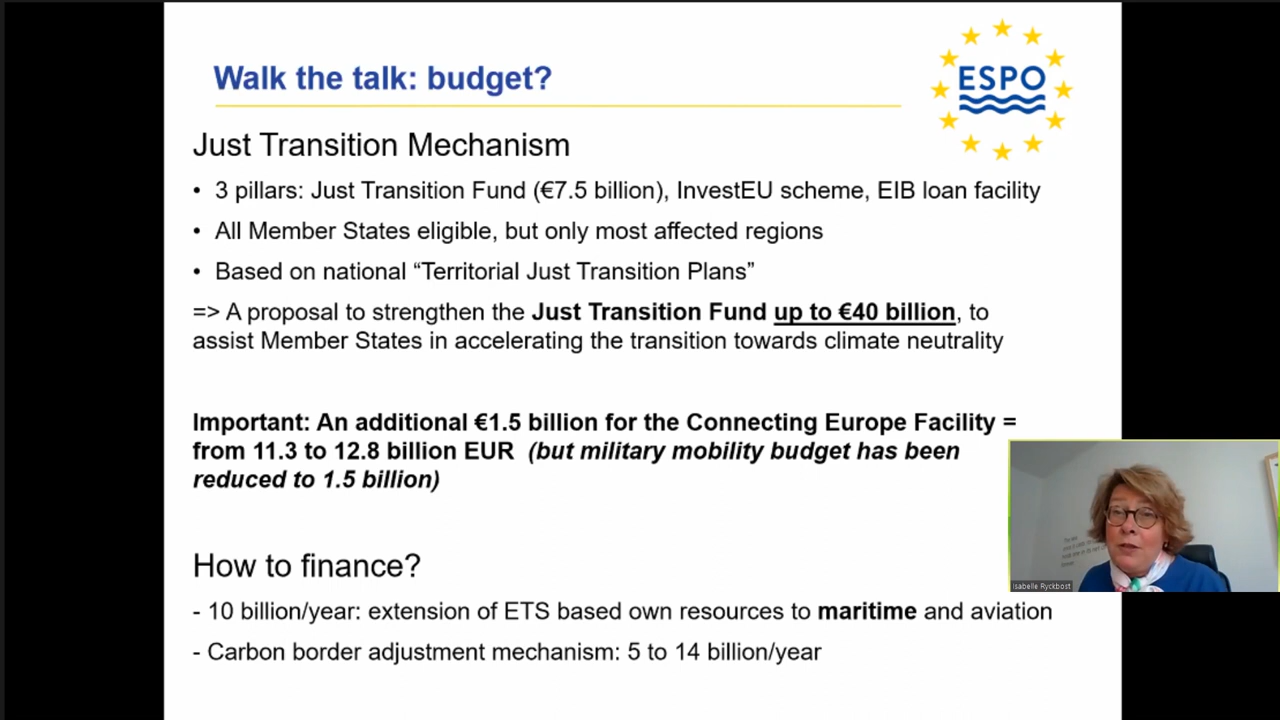 Walk the talk: budget?
ESPO
Just Transition Mechanism
• 3 pillars: Just Transition Fund (€7.5 billion), InvestEU scheme, EIB loan facility
• All Member States eligible, but only most affected regions
• Based on national “Territorial Just Transition Plans”
=> A proposal to strengthen the Just Transition Fund up to €40 billion, to
assist Member States in accelerating the transition towards climate neutrality
Important: An additional €1.5 billion for the Connecting Europe Facility =
from 11.3 to 12.8 billion EUR (but military mobility budget has been
reduced to 1.5 billion)
Isabelle Ryckbost
How to finance?
- 10 billion/year: extension of ETS based own resources to maritime and aviation
- Carbon border adjustment mechanism: 5 to 14 billion/year